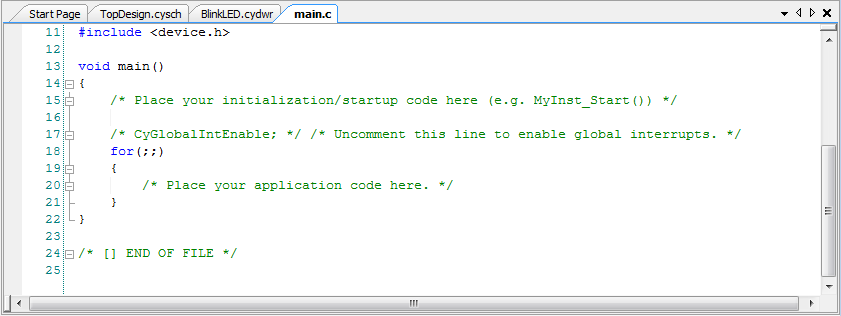 Start Page TopDesign.cysch BlinkLED.cydwr main.c
11 #include <device.h>
12
13 void main()
14 {
15 /* Place your initialization/startup code here (e.g. MyInst_Start()) */
16
17 /* CyGlobalIntEnable; */ /* Uncomment this line to enable global interrupts. */
18 for(;;)
19 {
20 /* Place your application code here. */
21 }
22 }
23
24 /* [] END OF FILE */
25